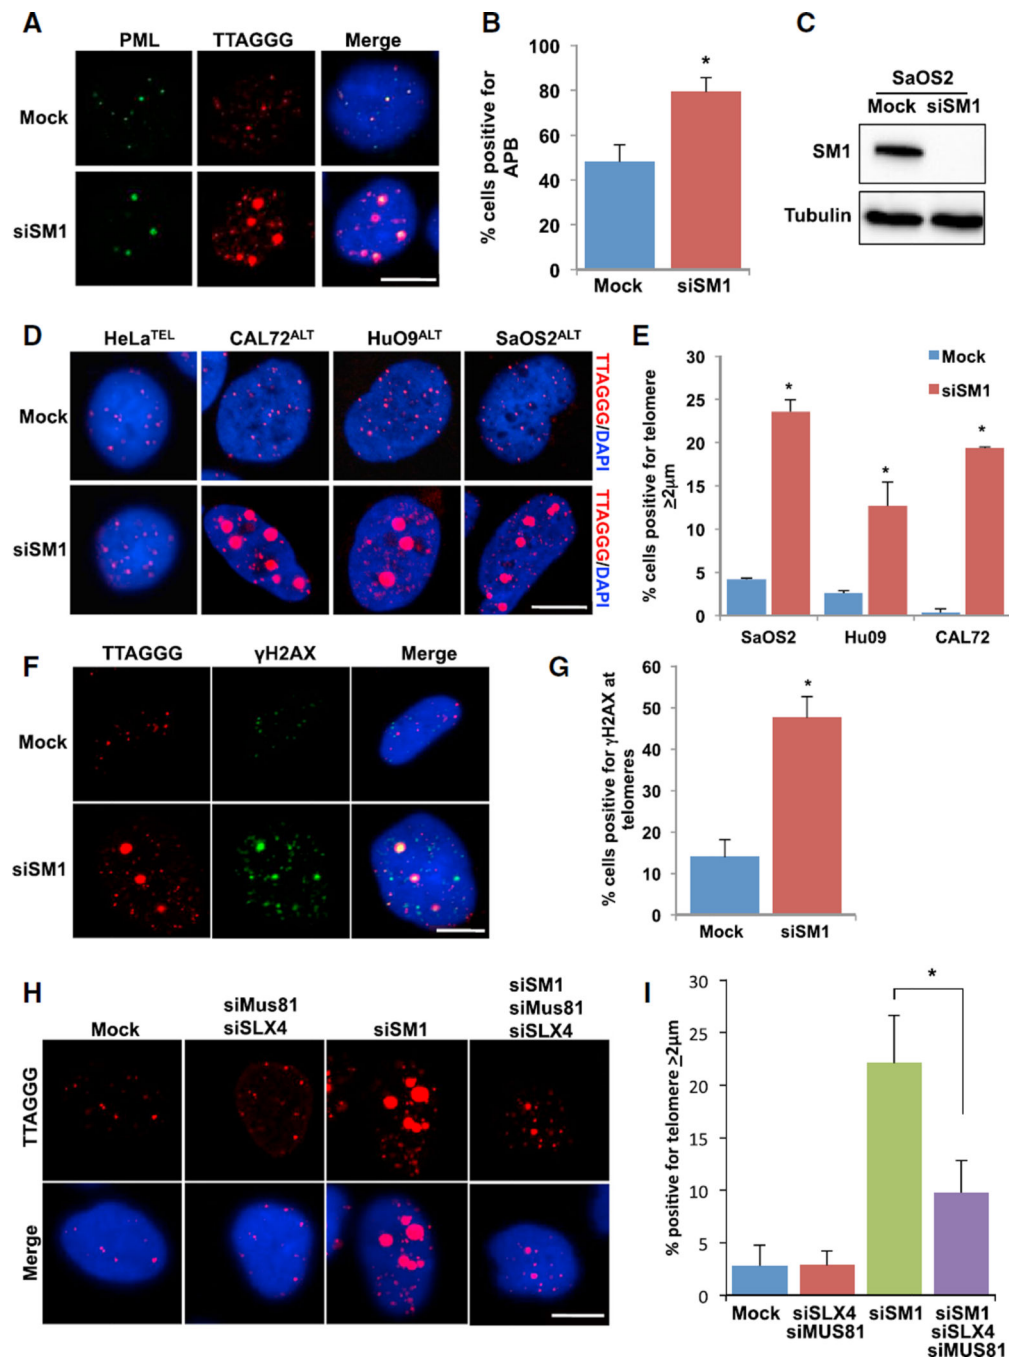 A
PML TTAGGG Merge
Mock
siSM1
B
% cells positive for
APB
100
80
60
40
20
0
*
Mock siSM1
C
SaOS2
Mock siSM1
SM1
Tubulin
D
HeLaTEL CAL72ALT HuO9ALT SaOS2ALT
Mock
siSM1
TTAGGG/DAPI
TTAGGG/DAPI
E
% cells positive for telomere
≥2μm
30
25
20
15
10
5
0
Mock
siSM1
*
*
*
SaOS2 Hu09 CAL72
F
TTAGGG γH2AX Merge
Mock
siSM1
G
% cells positive for γH2AX at
telomeres
60
50
40
30
20
10
0
*
Mock siSM1
H
Mock
siMus81
siSLX4
siSM1
siSM1
siMus81
siSLX4
TTAGGG
Merge
I
% positive for telomere ≥2μm
30
25
20
15
10
5
0
*
Mock
siSLX4
siMUS81
siSM1
siSM1
siSLX4
siMUS81